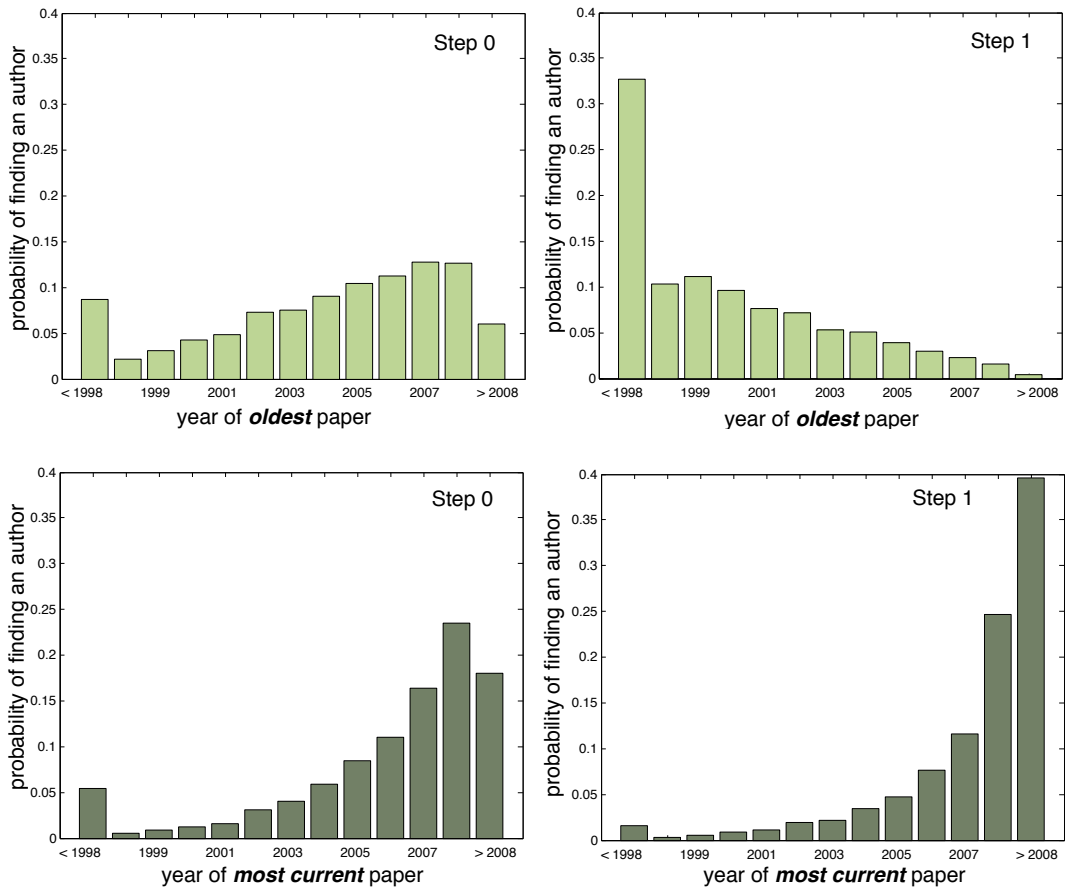 Step 0
probability of finding an author
0.4
0.35
0.3
0.25
0.2
0.15
0.1
0.05
0
< 1998 1999 2001 2003 2005 2007 > 2008
year of oldest paper
Step 1
probability of finding an author
0.4
0.35
0.3
0.25
0.2
0.15
0.1
0.05
0
< 1998 1999 2001 2003 2005 2007 > 2008
year of oldest paper
Step 0
probability of finding an author
0.4
0.35
0.3
0.25
0.2
0.15
0.1
0.05
0
< 1998 1999 2001 2003 2005 2007 > 2008
year of most current paper
Step 1
probability of finding an author
0.4
0.35
0.3
0.25
0.2
0.15
0.1
0.05
0
< 1998 1999 2001 2003 2005 2007 > 2008
year of most current paper